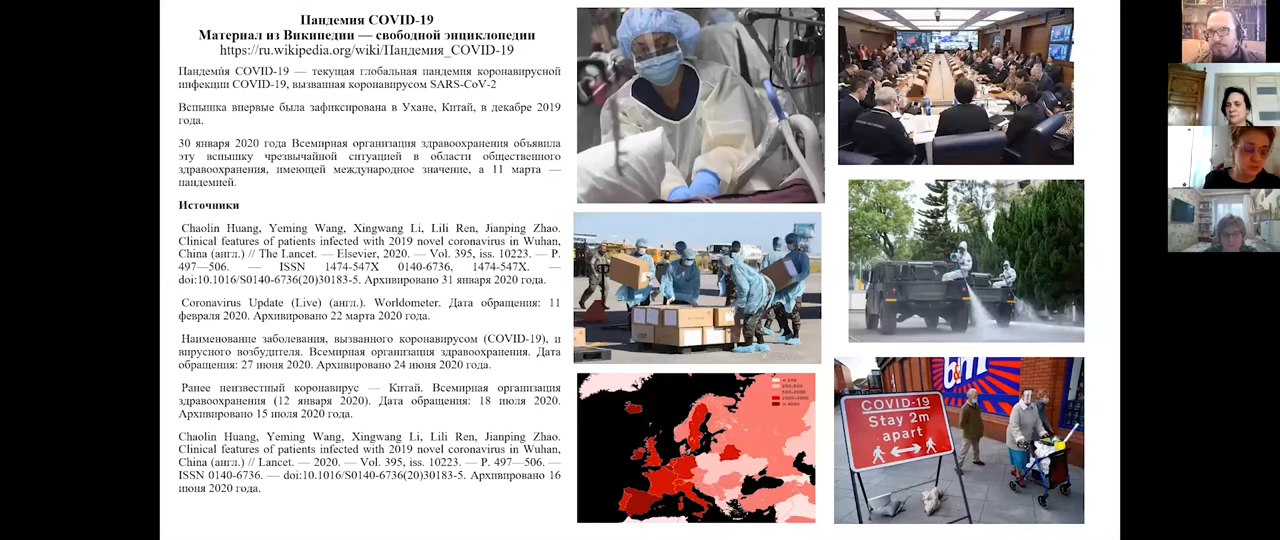 Пандемия COVID-19
Материал из Википедии — свободной энциклопедии
https://ru.wikipedia.org/wiki/Пандемия_COVID-19
Пандеми́я COVID-19 — текущая глобальная пандемия коронавирусной
инфекции COVID-19, вызванная коронавирусом SARS-CoV-2
Вспышка впервые была зафиксирована в Ухане, Китай, в декабре 2019
года.
30 января 2020 года Всемирная организация здравоохранения объявила
эту вспышку чрезвычайной ситуацией в области общественного
здравоохранения, имеющей международное значение, а 11 марта —
пандемией.
Источники
Chaolin Huang, Yeming Wang, Xingwang Li, Lili Ren, Jianping Zhao.
Clinical features of patients infected with 2019 novel coronavirus in Wuhan,
China (англ.) // The Lancet. — Elsevier, 2020. — Vol. 395, iss. 10223. — P.
497—506. — ISSN 1474-547X 0140-6736, 1474-547X. —
doi:10.1016/S0140-6736(20)30183-5. Архивировано 31 января 2020 года.
Coronavirus Update (Live) (англ.). Worldometer. Дата обращения: 11
февраля 2020. Архивировано 22 марта 2020 года.
Наименование заболевания, вызванного коронавирусом (COVID-19), и
вирусного возбудителя. Всемирная организация здравоохранения. Дата
обращения: 27 июня 2020. Архивировано 24 июня 2020 года.
Ранее неизвестный коронавирус — Китай. Всемирная организация
здравоохранения (12 января 2020). Дата обращения: 18 июля 2020.
Архивировано 15 июля 2020 года.
Chaolin Huang, Yeming Wang, Xingwang Li, Lili Ren, Jianping Zhao.
Clinical features of patients infected with 2019 novel coronavirus in Wuhan,
China (англ.) // Lancet. — 2020. — Vol. 395, iss. 10223. — P. 497—506. —
ISSN 0140-6736. — doi:10.1016/S0140-6736(20)30183-5. Архивировано 16
июня 2020 года.
b&m
COVID-19
Stay 2m
apart